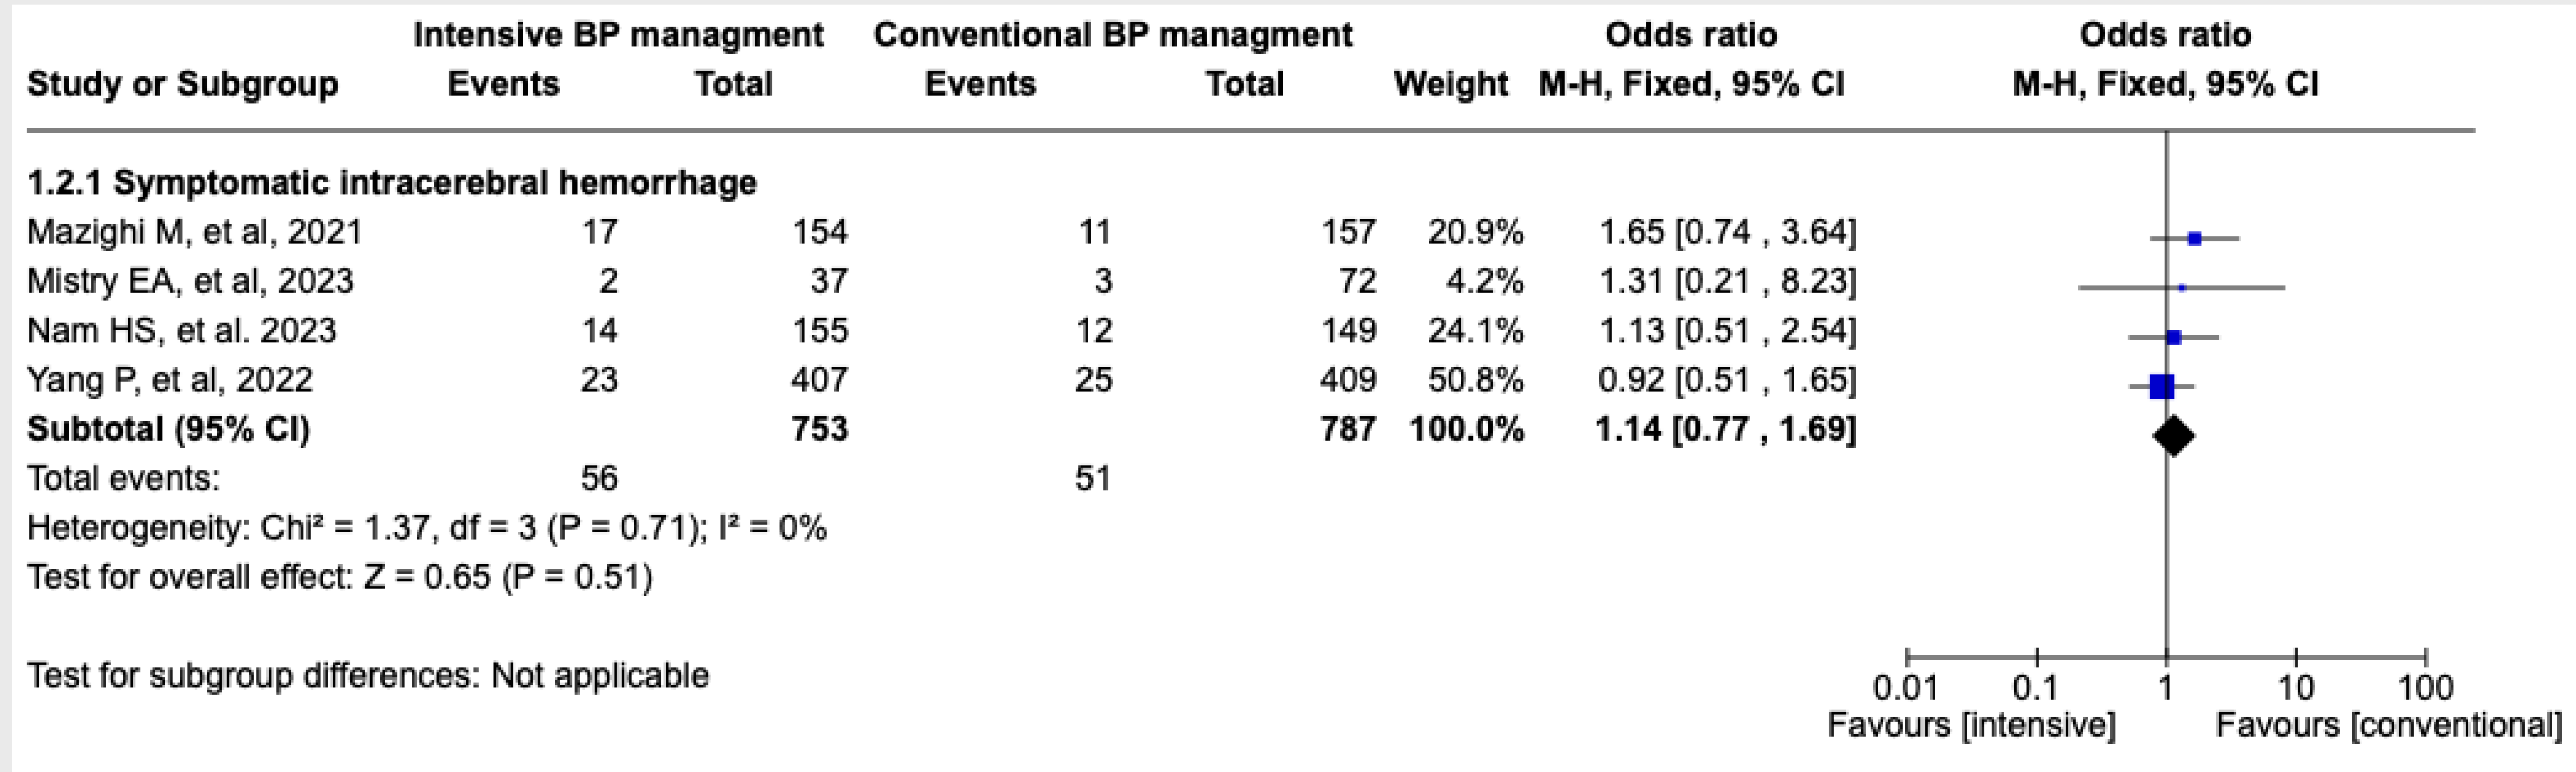 Intensive BP managment Conventional BP managment Odds ratio Odds ratio
Study or Subgroup Events Total Events Total Weight M-H, Fixed, 95% CI M-H, Fixed, 95% CI
1.2.1 Symptomatic intracerebral hemorrhage
Mazighi M, et al, 2021 17 154 11 157 20.9% 1.65 [0.74 , 3.64]
Mistry EA, et al, 2023 2 37 3 72 4.2% 1.31 [0.21 , 8.23]
Nam HS, et al. 2023 14 155 12 149 24.1% 1.13 [0.51 , 2.54]
Yang P, et al, 2022 23 407 25 409 50.8% 0.92 [0.51 , 1.65]
Subtotal (95% CI) 753 787 100.0% 1.14 [0.77 , 1.69]
Total events: 56 51
Heterogeneity: Chi² = 1.37, df = 3 (P = 0.71); I² = 0%
Test for overall effect: Z = 0.65 (P = 0.51)
Test for subgroup differences: Not applicable
0.01 0.1 1 10 100
Favours [intensive] Favours [conventional]